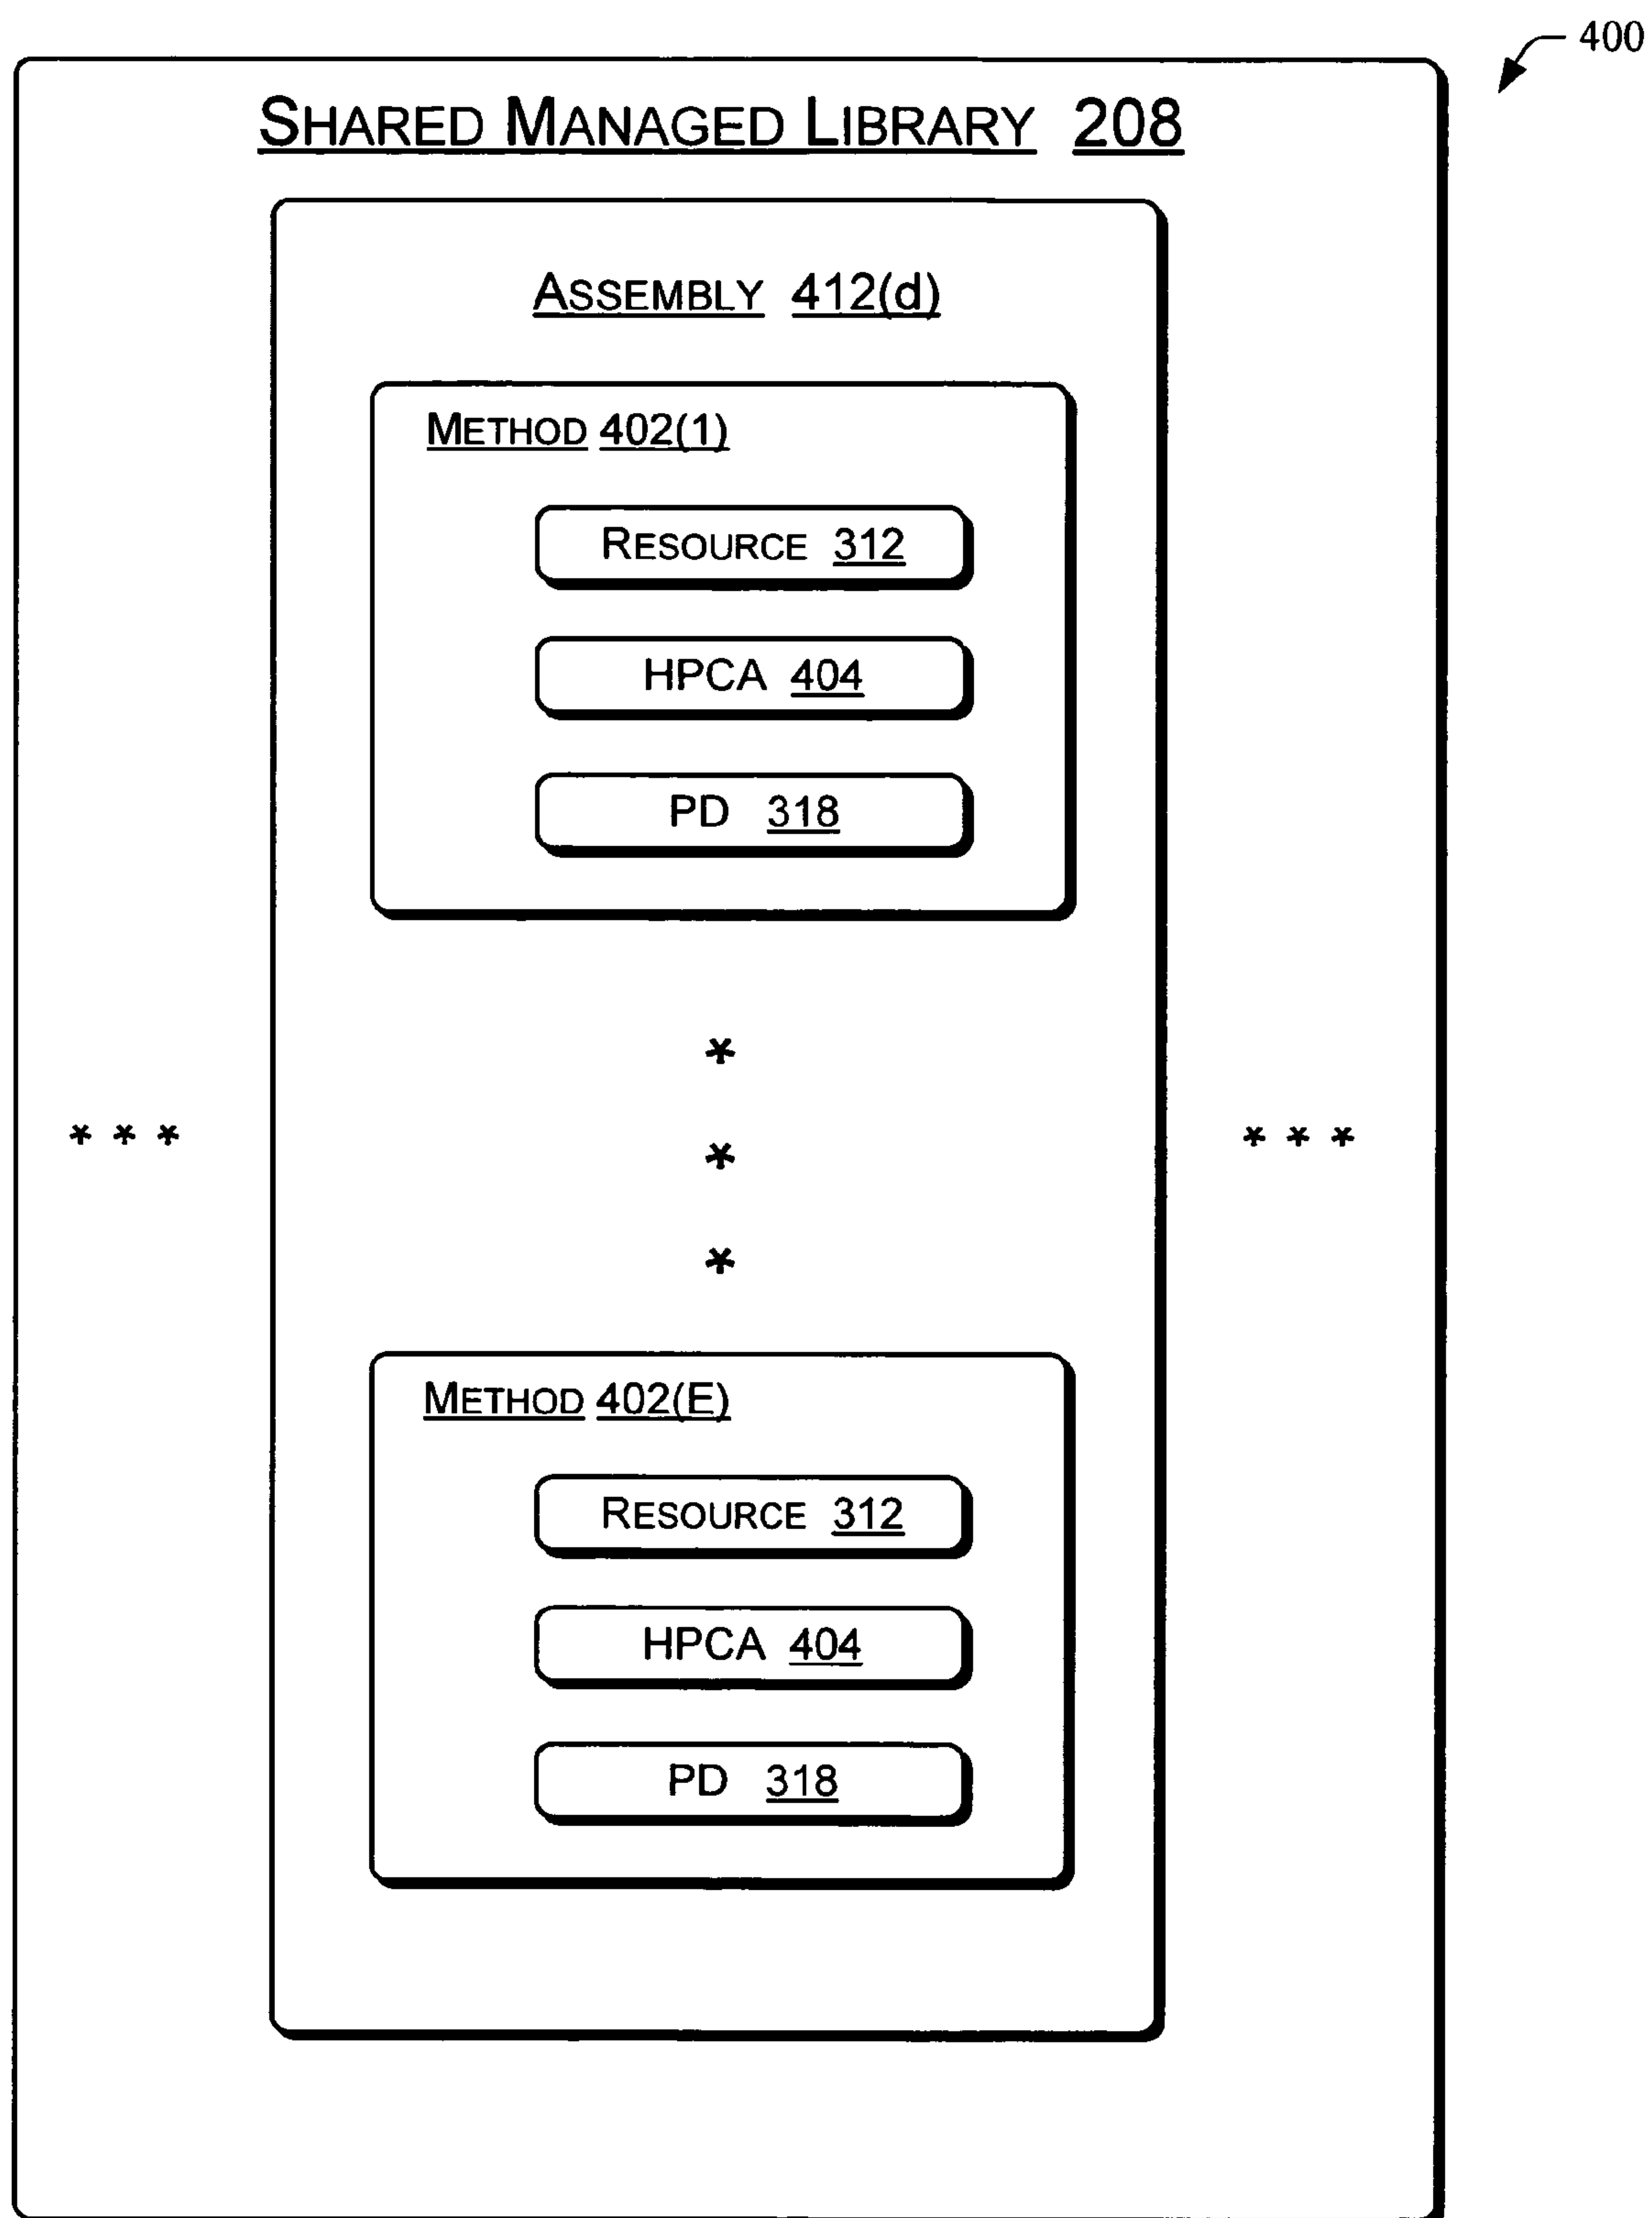 400
SHARED MANAGED LIBRARY 208
ASSEMBLY 412(d)
METHOD 402(1)
RESOURCE 312
HPCA 404
PD 318
*
* * *
*
* * *
*
METHOD 402(E)
RESOURCE 312
HPCA 404
PD 318